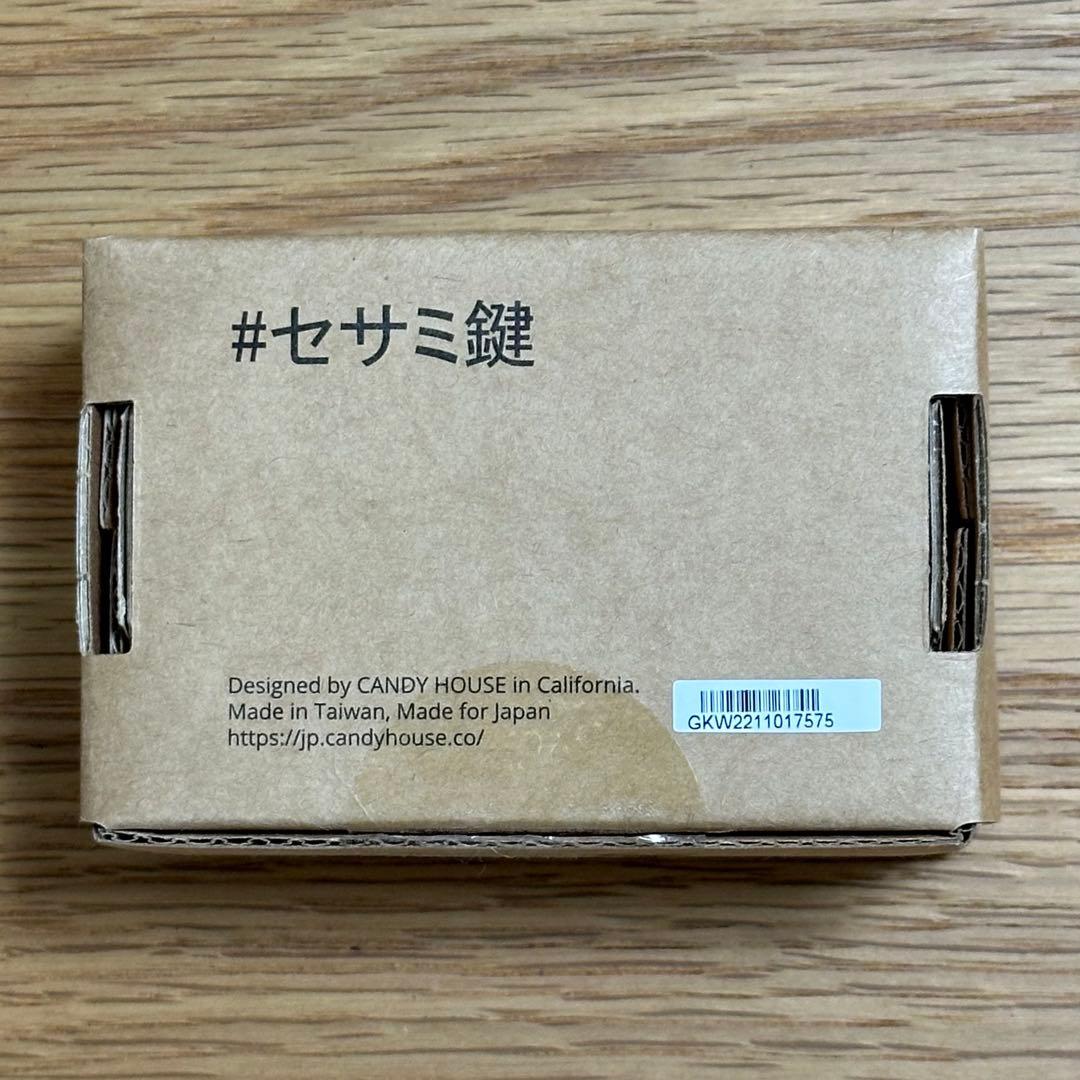 #セサミ鍵
Designed by CANDY HOUSE in California.
Made in Taiwan, Made for Japan
https://jp.candyhouse.co/
GKW2211017575